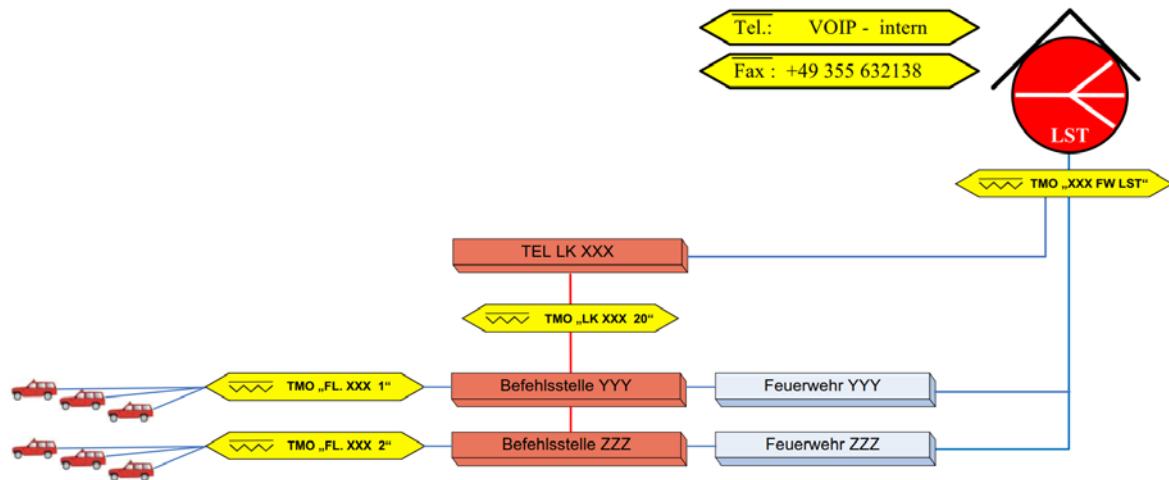 Tel.: VOIP - intern
Fax : +49 355 632138
LST
TMO „XXX FW LST“
TEL LK XXX
TMO „LK XXX 20“
TMO „FL. XXX 1“
Befehlsstelle YYY
Feuerwehr YYY
TMO „FL. XXX 2“
Befehlsstelle ZZZ
Feuerwehr ZZZ